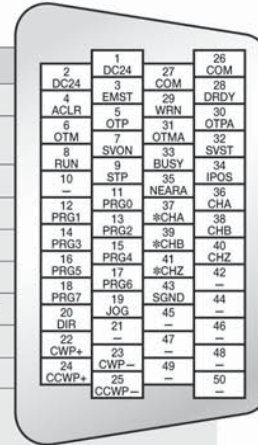 1
DC24
26
COM
2
DC24
27
COM
3
EMST
28
DRDY
4
ACLR
29
WRN
5
OTP
30
OTPA
6
OTM
31
OTMA
7
SVON
32
SVST
8
RUN
33
BUSY
9
STP
34
IPOS
10
–
35
NEARA
11
PRG0
36
CHA
12
PRG1
37
※CHA
13
PRG2
38
CHB
14
PRG3
39
※CHB
15
PRG4
40
CHZ
16
PRG5
41
※CHZ
17
PRG6
42
–
18
PRG7
43
SGND
19
JOG
44
–
20
DIR
45
–
21
–
46
–
22
CWP+
47
–
23
CWP–
48
–
24
CCWP+
49
–
25
CCWP–
50
–